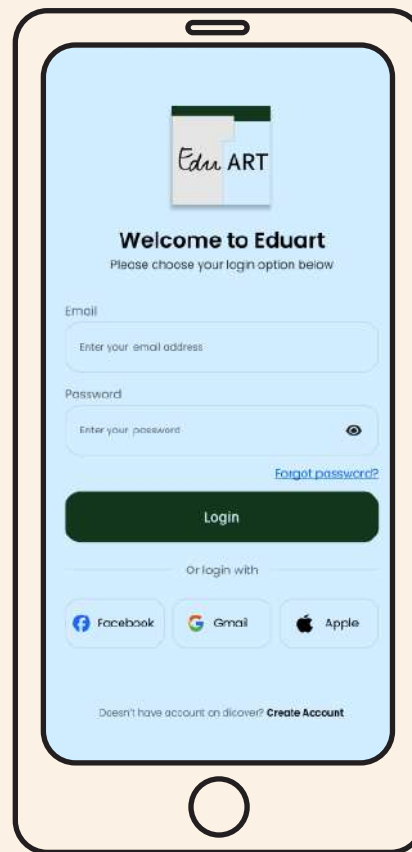 Edu ART
Welcome to Eduart
Please choose your login option below
Email
Enter your email address
Password
Enter your password
Forgot password?
Login
Or login with
Facebook Gmail Apple
Doesn't have account on dicover? Create Account